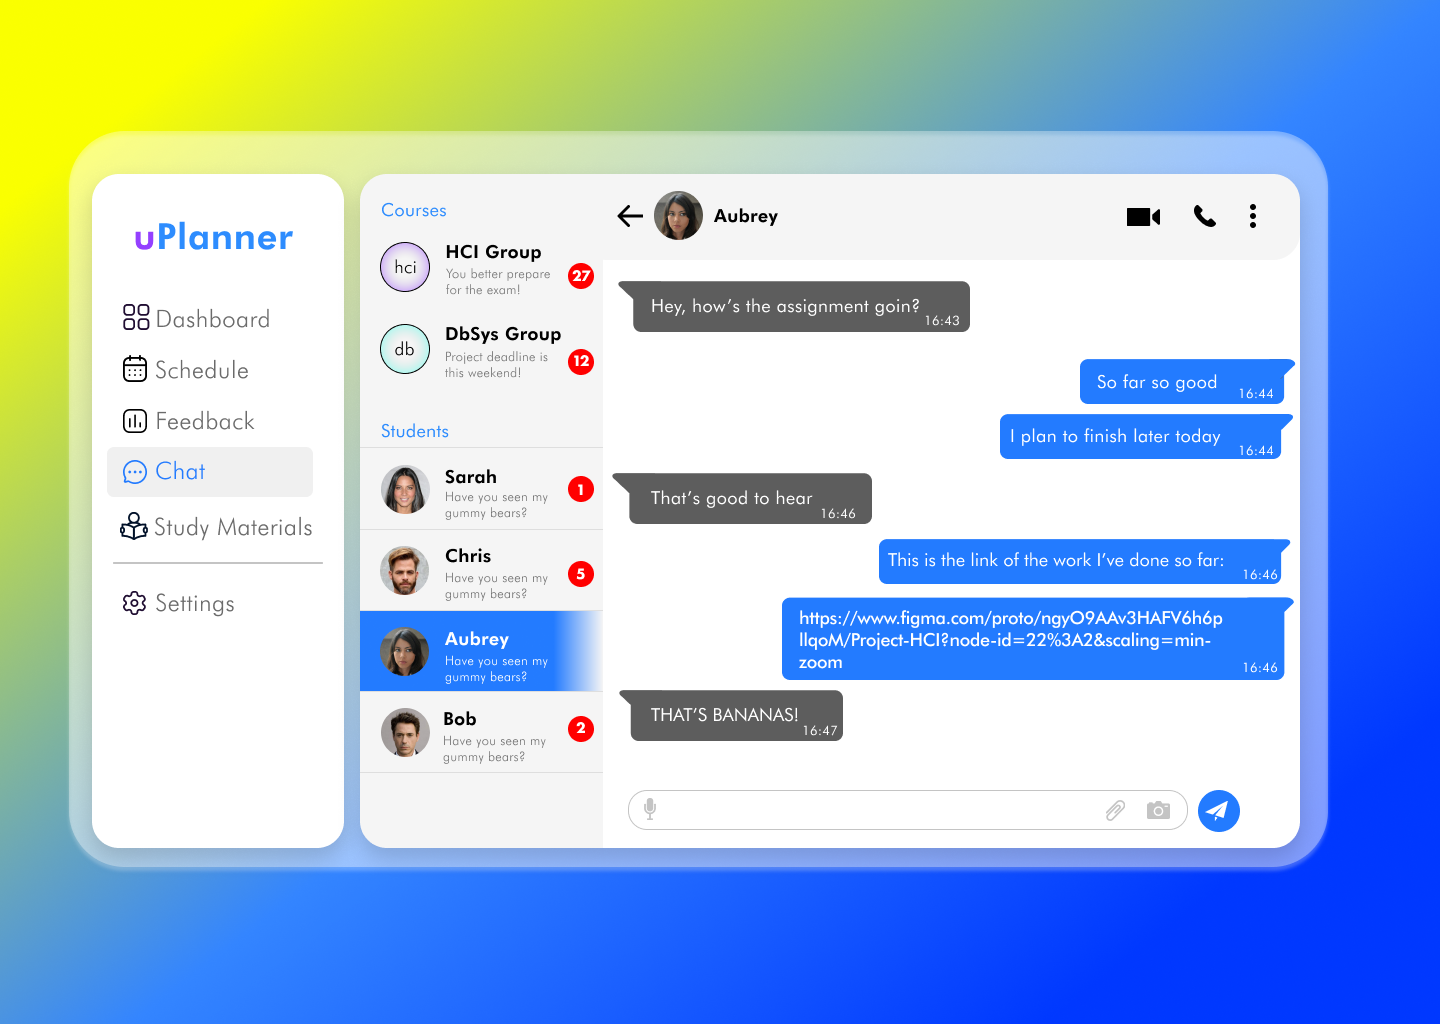 uPlanner
Dashboard
Schedule
Feedback
Chat
Study Materials
Settings
Courses
hci
HCI Group
You better prepare
for the exam!
27
db
DbSys Group
Project deadline is
this weekend!
12
Students
Sarah
Have you seen my
gummy bears?
1
Chris
Have you seen my
gummy bears?
5
Aubrey
Have you seen my
gummy bears?
Bob
Have you seen my
gummy bears?
2
Aubrey
Hey, how's the assignment goin?
16:43
So far so good
16:44
I plan to finish later today
16:44
That's good to hear
16:46
This is the link of the work I've done so far:
16:46
https://www.figma.com/proto/ngyO9AAv3HAFV6h6p
llqoM/Project-HCI?node-id=22%3A2&scaling=min-
zoom
16:46
THAT'S BANANAS!
16:47